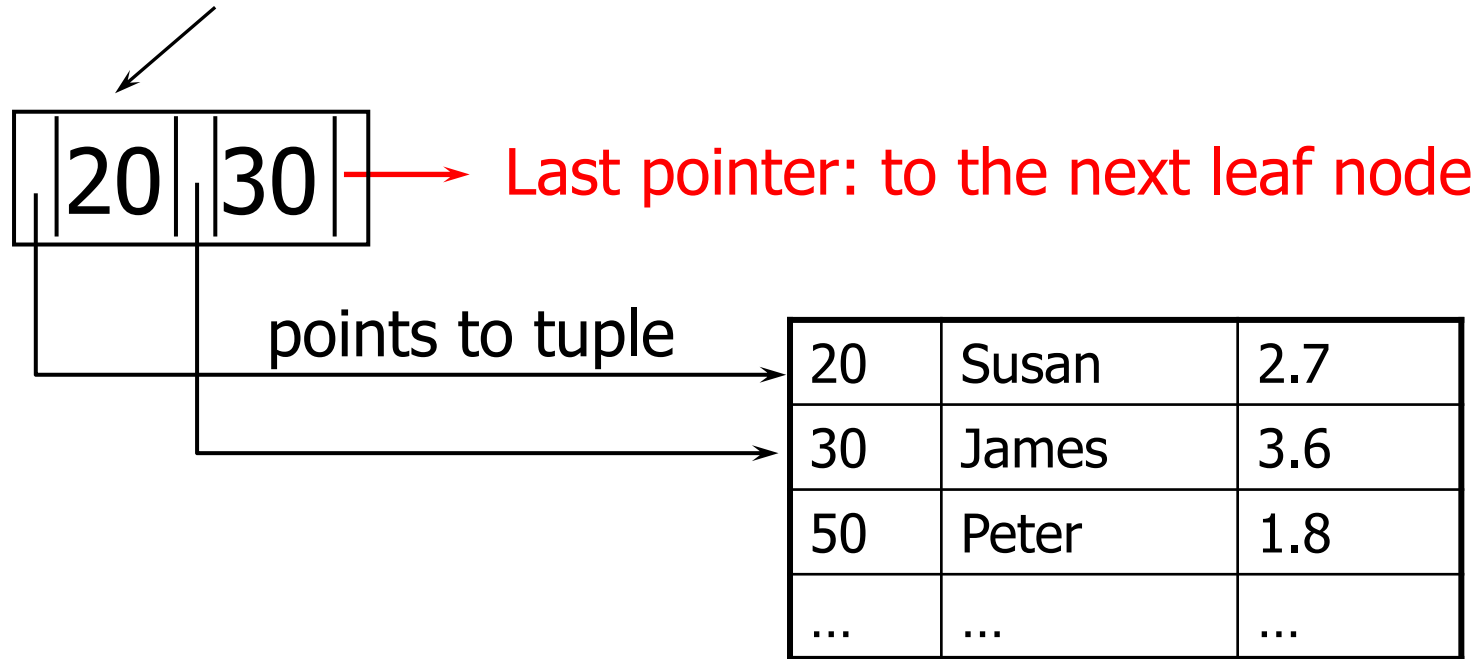 20 30 Last pointer: to the next leaf node
points to tuple
20 Susan 2.7
30 James 3.6
50 Peter 1.8
... ... ...